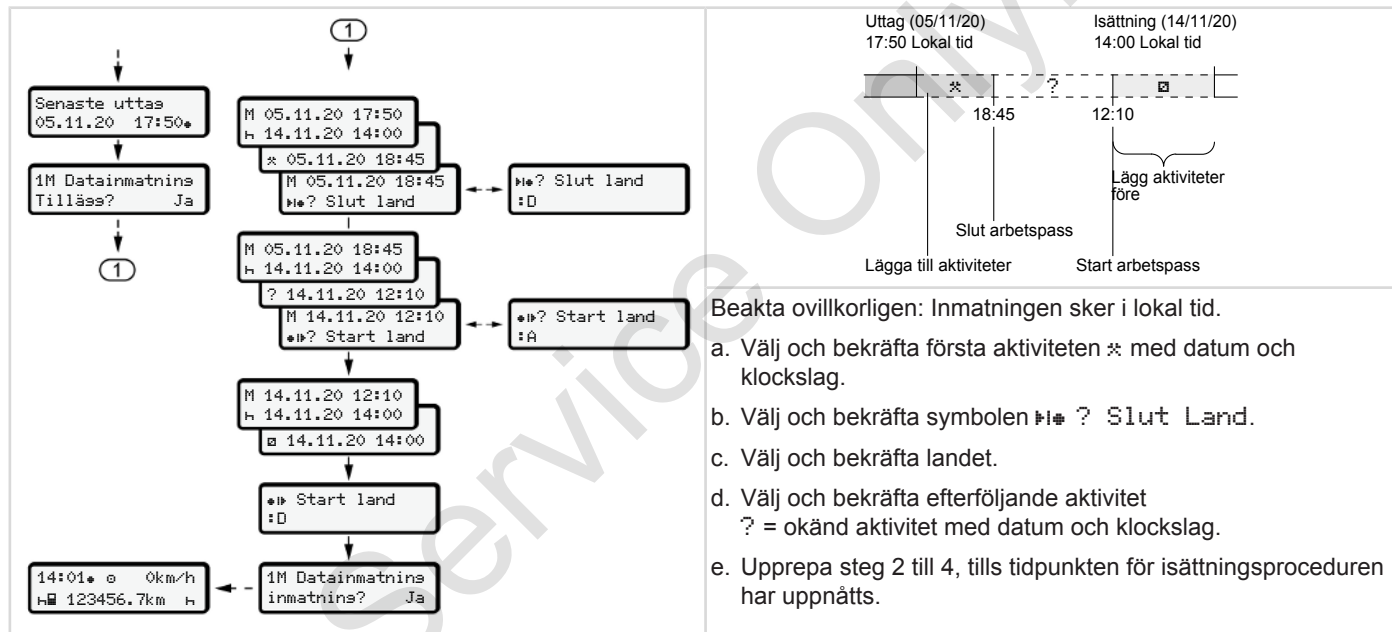 1
Senaste uttag
05.11.20 17:50
1M Datainmatning
Tillägg? Ja
1
M 05.11.20 17:50
h 14.11.20 14:00
05.11.20 18:45
M 05.11.20 18:45
? Slut land
? Slut land
:D
M 05.11.20 18:45
h 14.11.20 14:00
? 14.11.20 12:10
M 14.11.20 12:10
? Start land
? Start land
:A
M 14.11.20 12:10
h 14.11.20 14:00
14.11.20 14:00
Start land
:D
1M Datainmatning
inmatning? Ja
14:01 0km/h
h 123456.7km h
Uttag (05/11/20)
17:50 Lokal tid
Isättning (14/11/20)
14:00 Lokal tid
?
18:45
12:10
Lägg aktiviteter
före
Slut arbetspass
Lägga till aktiviteter
Start arbetspass
Beakta ovillkorligen: Inmatningen sker i lokal tid.
a. Välj och bekräfta första aktiviteten med datum och
klockslag.
b. Välj och bekräfta symbolen ? Slut Land.
c. Välj och bekräfta landet.
d. Välj och bekräfta efterföljande aktivitet
? = okänd aktivitet med datum och klockslag.
e. Upprepa steg 2 till 4, tills tidpunkten för isättningsproceduren
har uppnåtts.
Service Only